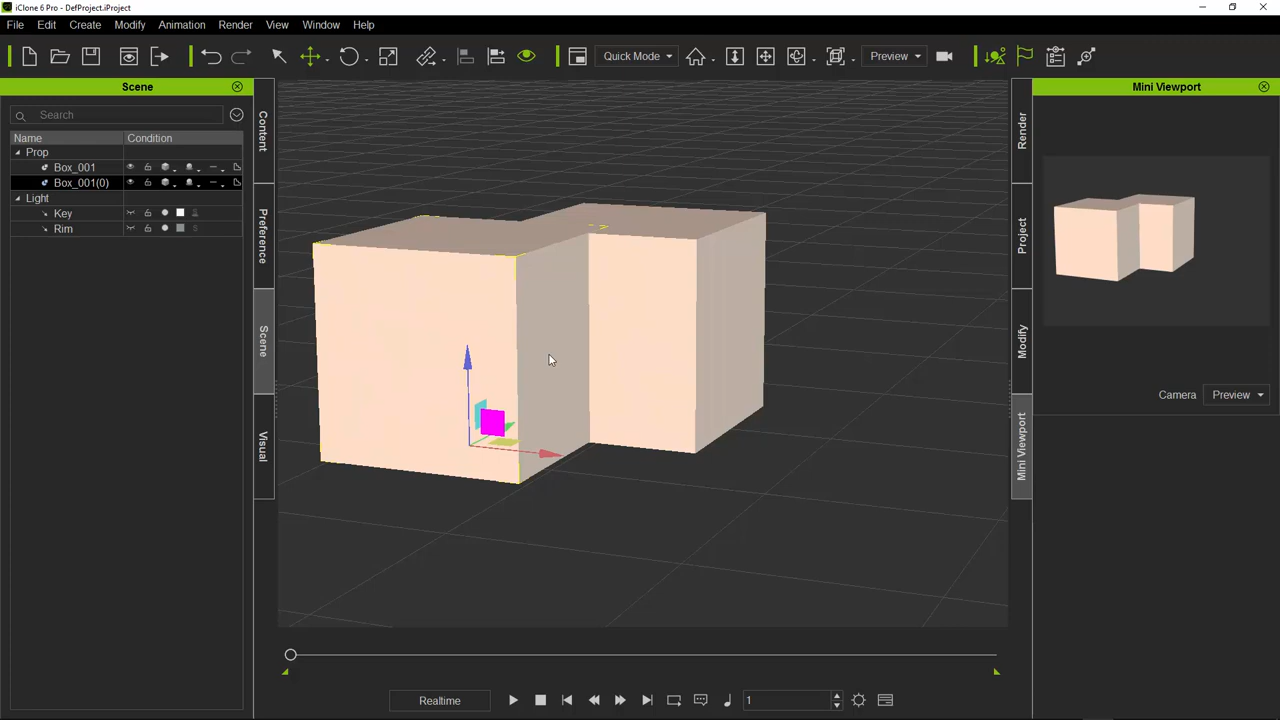 iClone 6 Pro - DefProject.iProject
File Edit Create Modify Animation Render View Window Help
Quick Mode Preview
Scene
Search
Name Condition
Prop
Box_001
Box_001(0)
Light
Key
Rim
Content
Preference
Scene
Visual
Render
Project
Modify
Mini Viewport
Mini Viewport
Camera Preview
Realtime 1